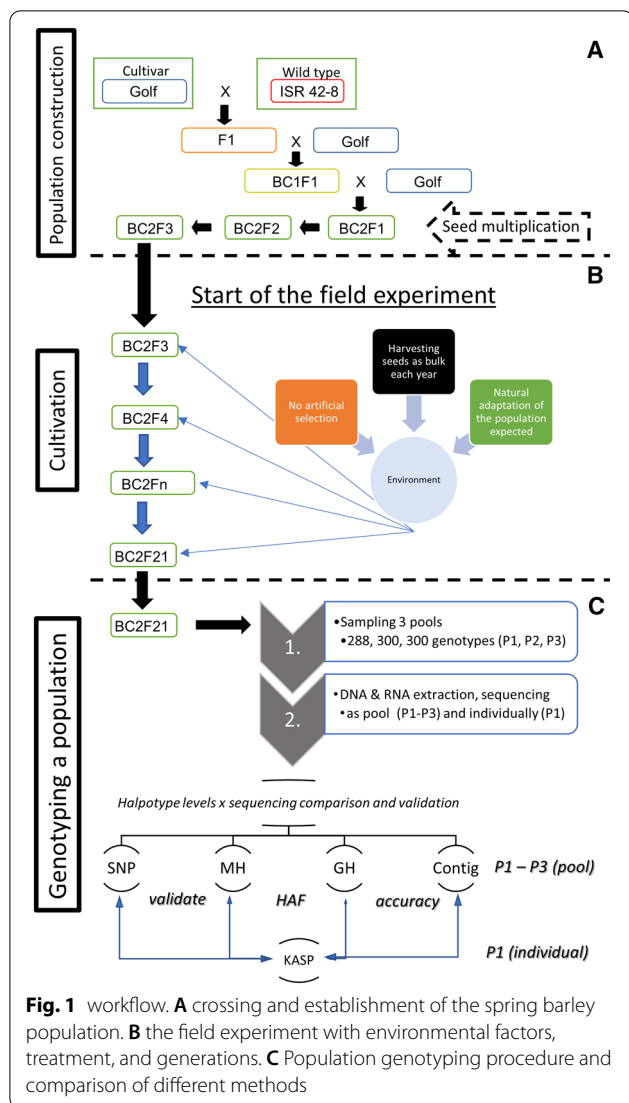 A
Population construction
Cultivar
Golf
X
Wild type
ISR 42-8
F1
X
Golf
BC1F1
X
Golf
BC2F3
BC2F2
BC2F1
Seed multiplication
B
Start of the field experiment
Cultivation
BC2F3
BC2F4
BC2Fn
BC2F21
No artificial selection
Harvesting
seeds as bulk
each year
Natural
adaptation of
the population
expected
Environment
C
Genotyping a population
BC2F21
1.
•Sampling 3 pools
•288, 300, 300 genotypes (P1, P2, P3)
2.
•DNA & RNA extraction, sequencing
•as pool (P1-P3) and individually (P1)
Halpotype levels x sequencing comparison and validation
SNP
MH
GH
Contig
P1 – P3 (pool)
validate
HAF
accuracy
KASP
P1 (individual)
Fig. 1 workflow. A crossing and establishment of the spring barley
population. B the field experiment with environmental factors,
treatment, and generations. C Population genotyping procedure and
comparison of different methods